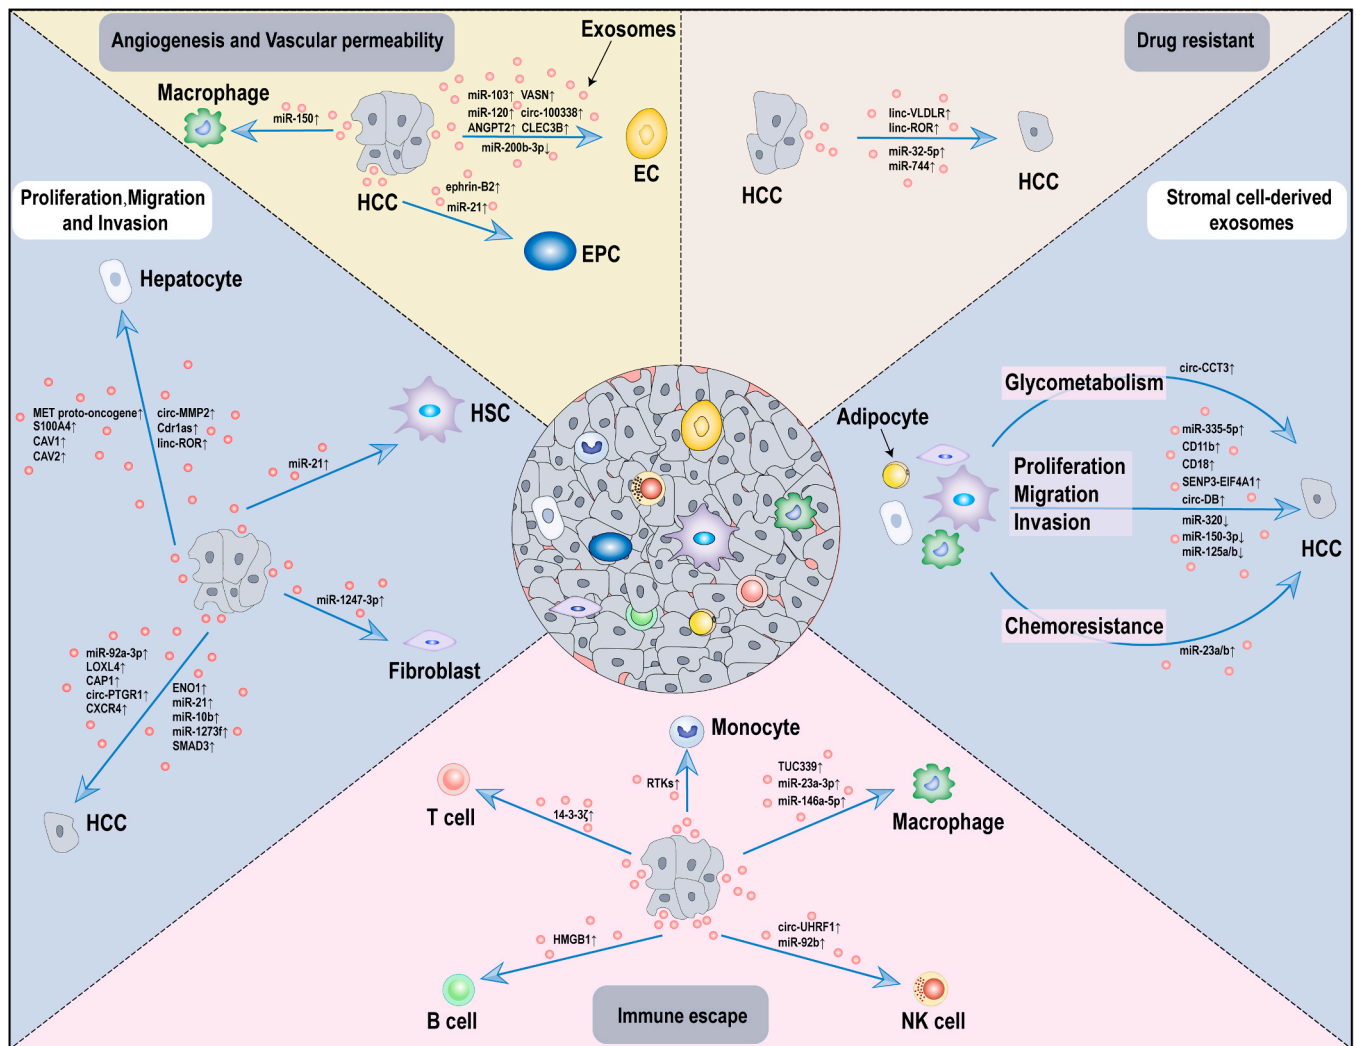 Angiogenesis and Vascular permeability
Exosomes
Macrophage
miR-150↑
miR-103↑ VASN↑
miR-120↑ circ-100338↑
ANGPT2↑ CLEC3B↑
miR-200b-3p↓
EC
HCC
ephrin-B2↑
miR-21↑
EPC
Drug resistant
linc-VLDLR↑
linc-ROR↑
miR-32-5p↑
miR-744↑
HCC
HCC
Proliferation,Migration
and Invasion
Hepatocyte
MET proto-oncogene↑
S100A4↑
CAV1↑
CAV2↑
circ-MMP2↑
Cdr1as↑
linc-ROR↑
HSC
miR-21↑
miR-1247-3p↑
Fibroblast
miR-92a-3p↑
LOXL4↑
CAP1↑
circ-PTGR1↑
CXCR4↑
ENO1↑
miR-21↑
miR-10b↑
miR-1273f↑
SMAD3↑
HCC
Stromal cell-derived
exosomes
Adipocyte
Glycometabolism
circ-CCT3↑
Proliferation
Migration
Invasion
miR-335-5p↑
CD11b↑
CD18↑
SENP3-EIF4A1↑
circ-DB↑
miR-320↓
miR-150-3p↓
miR-125a/b↓
HCC
Chemoresistance
miR-23a/b↑
Monocyte
RTKs↑
T cell
14-3-3ζ↑
TUC339↑
miR-23a-3p↑
miR-146a-5p↑
Macrophage
HMGB1↑
B cell
circ-UHRF1↑
miR-92b↑
NK cell
Immune escape